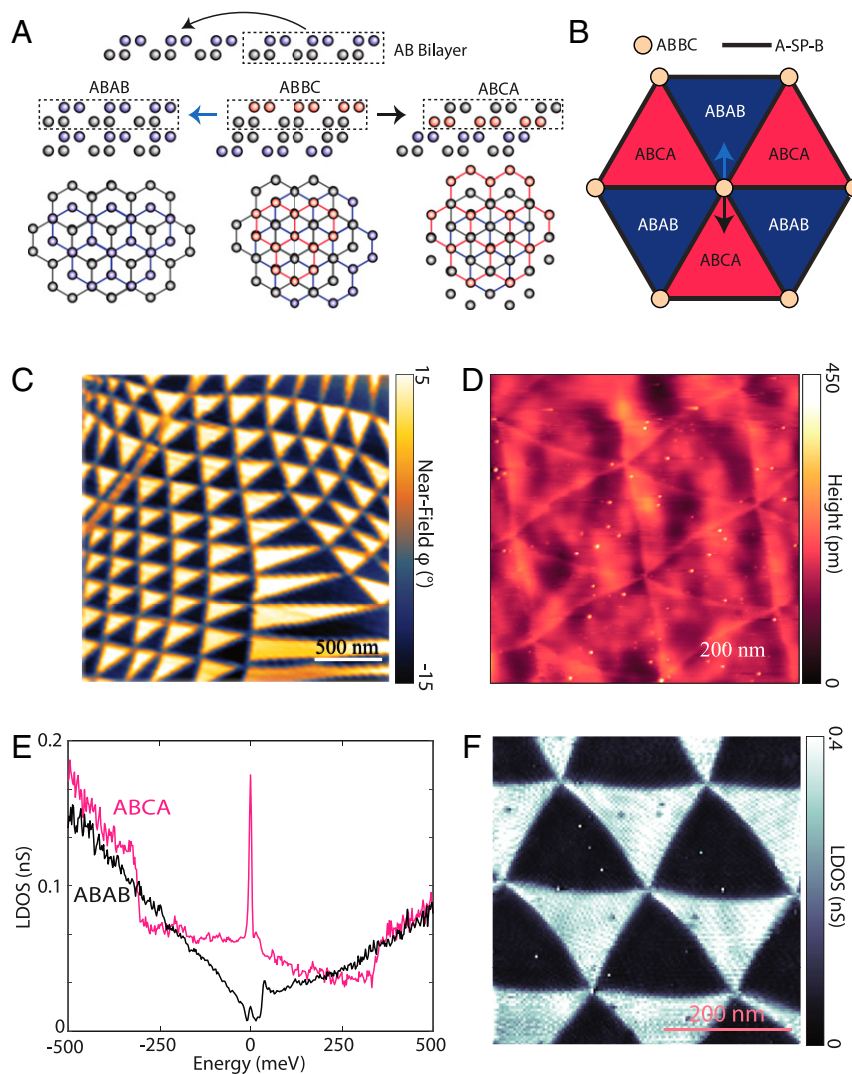 A
AB Bilayer
ABAB
ABBC
ABCA
B
ABBC
A-SP-B
ABAB
ABCA
ABCA
ABAB
ABAB
ABCA
C
15
Near-Field φ (°)
-15
500 nm
D
450
Height (pm)
0
200 nm
E
0.2
ABCA
0.1
ABAB
LDOS (nS)
0
-500
-250
0
250
500
Energy (meV)
F
0.4
LDOS (nS)
0
200 nm